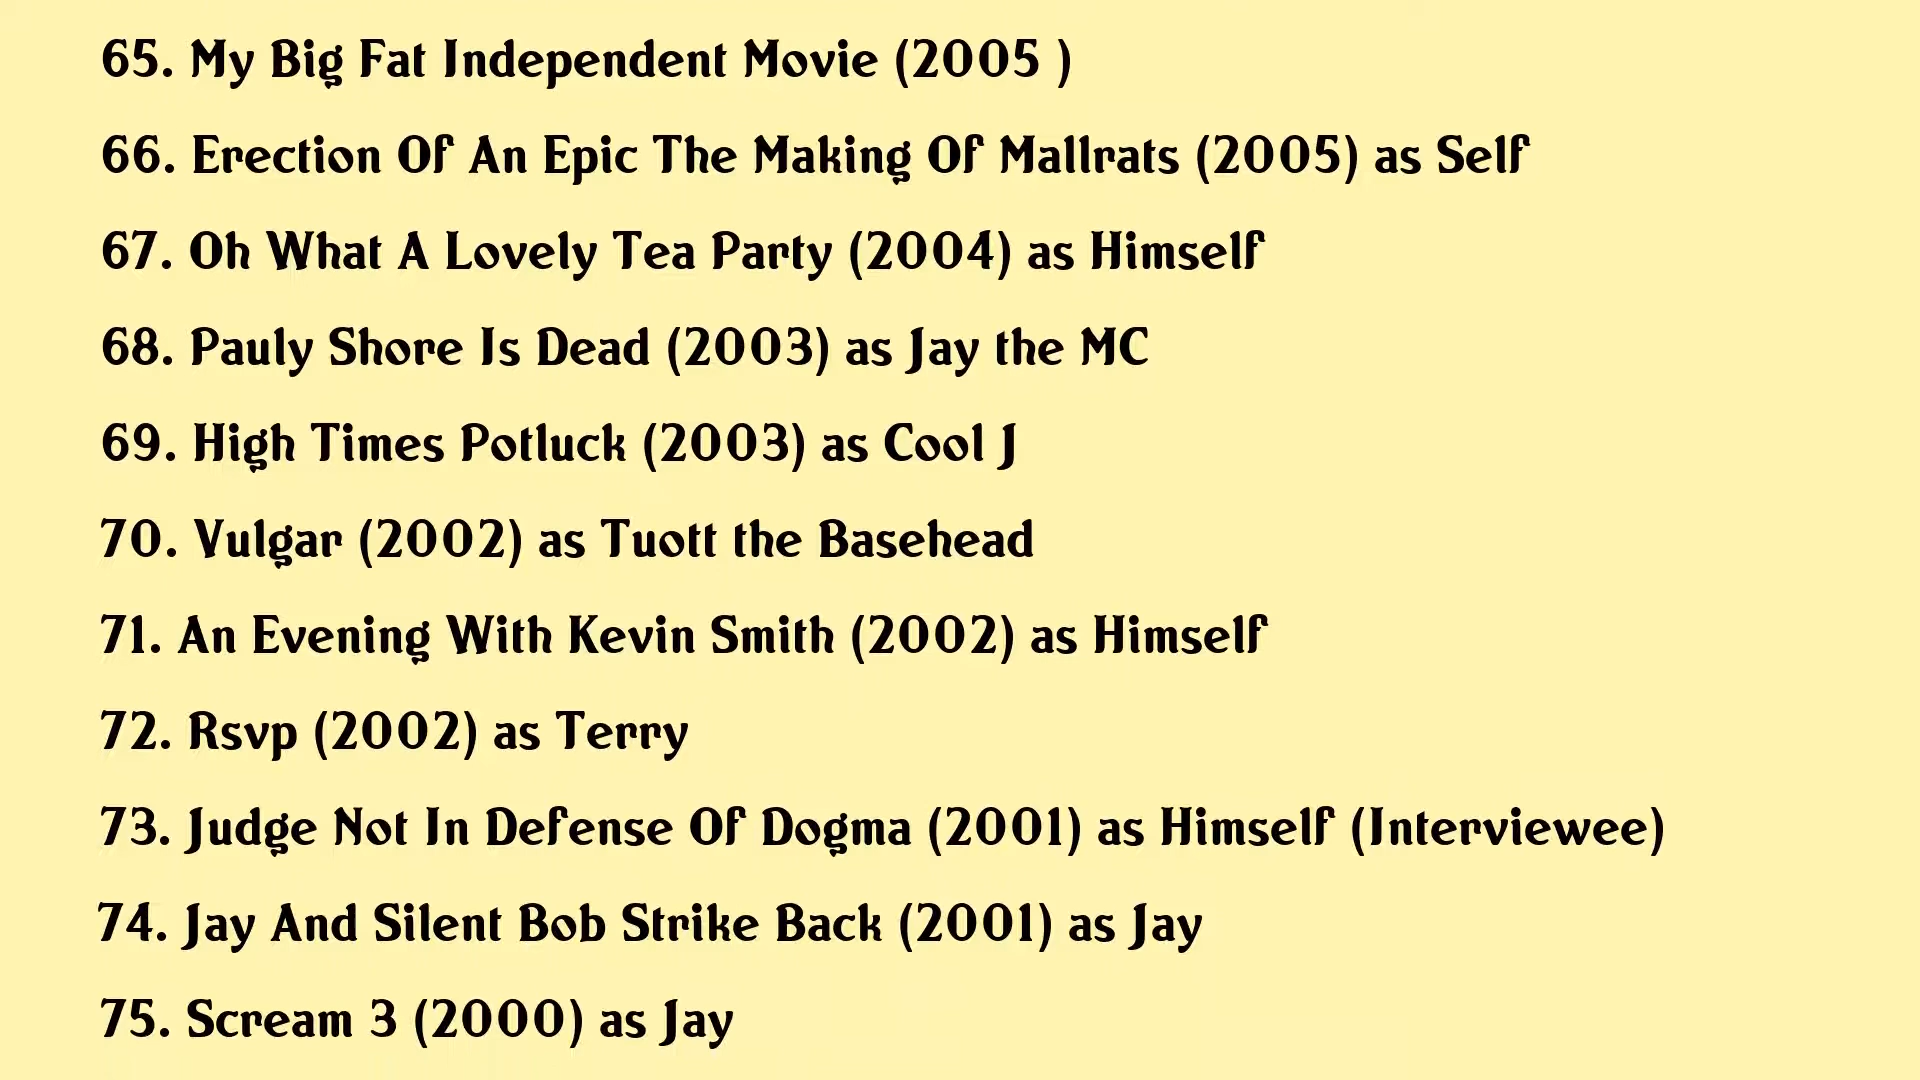 65. My Big Fat Independent Movie (2005 )
66. Erection Of An Epic The Making Of Mallrats (2005) as Self
67. Oh What A Lovely Tea Party (2004) as Himself
68. Pauly Shore Is Dead (2003) as Jay the MC
69. High Times Potluck (2003) as Cool J
70. Vulgar (2002) as Tuott the Basehead
71. An Evening With Kevin Smith (2002) as Himself
72. Rsvp (2002) as Terry
73. Judge Not In Defense Of Dogma (2001) as Himself (Interviewee)
74. Jay And Silent Bob Strike Back (2001) as Jay
75. Scream 3 (2000) as Jay